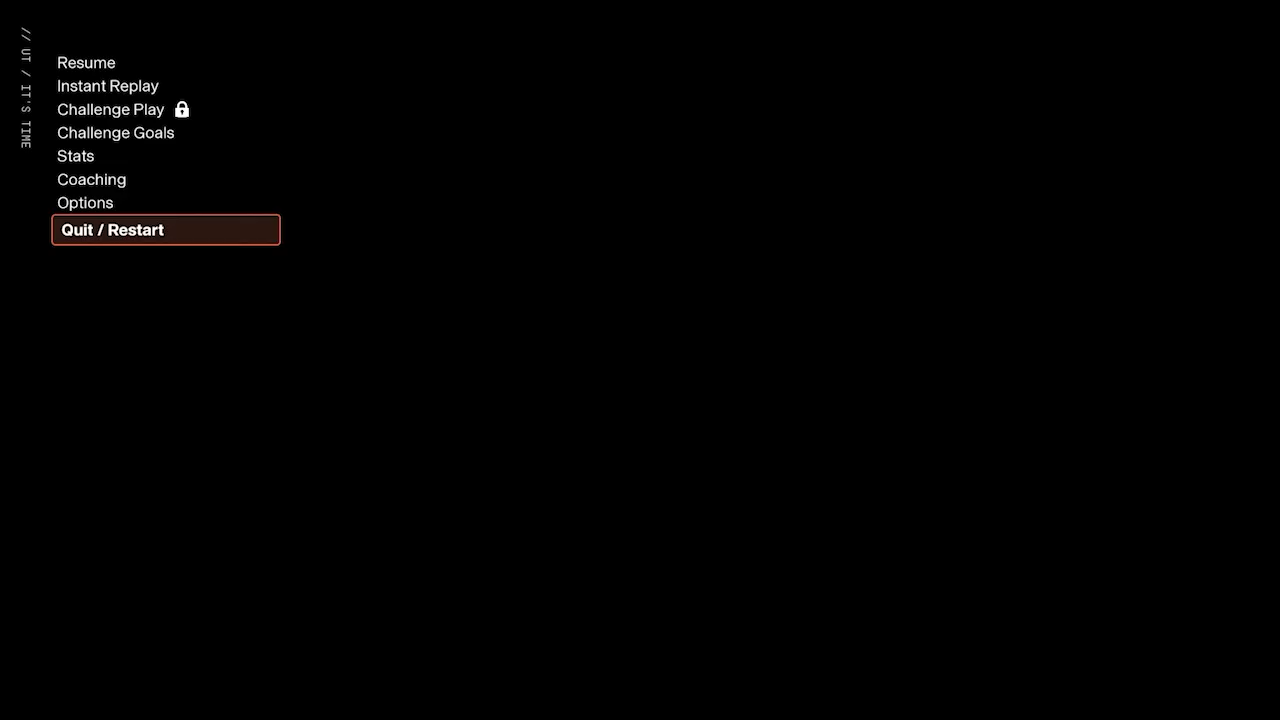 // UT / IT'S TIME
Resume
Instant Replay
Challenge Play
Challenge Goals
Stats
Coaching
Options
Quit / Restart